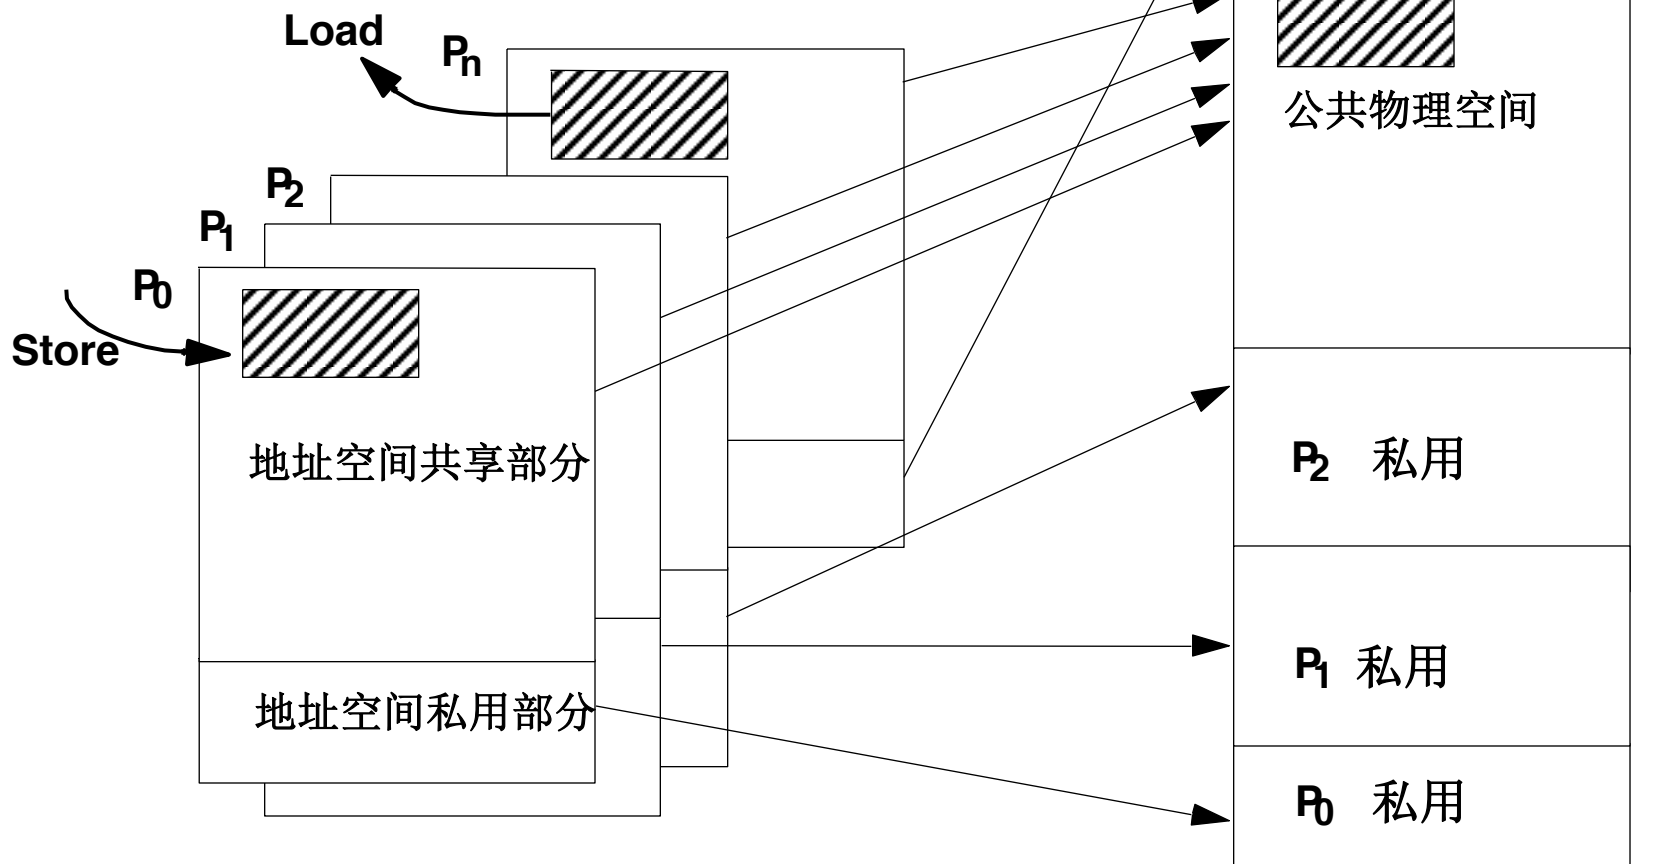 Load
Pn
公共物理空间
P2
P1
P0
Store
地址空间共享部分
P2 私用
P1 私用
地址空间私用部分
P0 私用